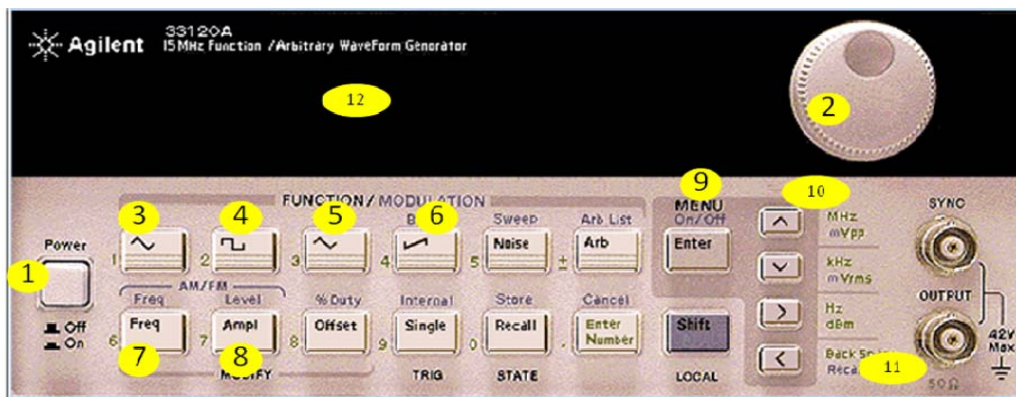 Agilent
33120A
15MHz Function / Arbitrary WaveForm Generator
12
2
9
10
FUNCTION/MODULATION
MENU
3 4 5 6 Sweep Arb List On/Off
MHz
mVpp
SYNC
Power
1 2 3 4 5 Noise ± Arb Enter
1
kHz
mVrms
AM/FM
Freq Level %Duty Internal Store Cancel
Hz
dBm
OUTPUT
Off
On
6 Freq 7 Ampl 8 Offset 9 Single 0 Recall . Enter Number Shift
42V
Max
7 8
Back
11
MODIFY TRIG STATE LOCAL
50Ω